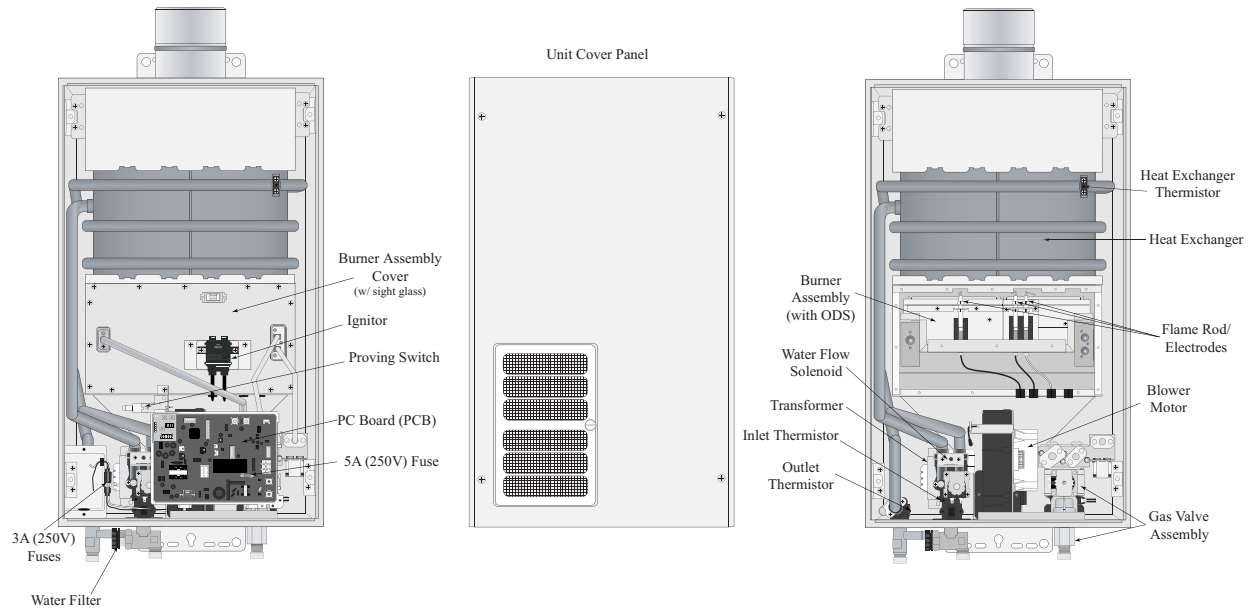 Unit Cover Panel
Burner Assembly
Cover
(w/ sight glass)
Ignitor
Proving Switch
PC Board (PCB)
5A (250V) Fuse
3A (250V)
Fuses
Water Filter
Heat Exchanger
Thermistor
Heat Exchanger
Burner
Assembly
(with ODS)
Flame Rod/
Electrodes
Water Flow
Solenoid
Transformer
Blower
Motor
Inlet Thermistor
Outlet
Thermistor
Gas Valve
Assembly